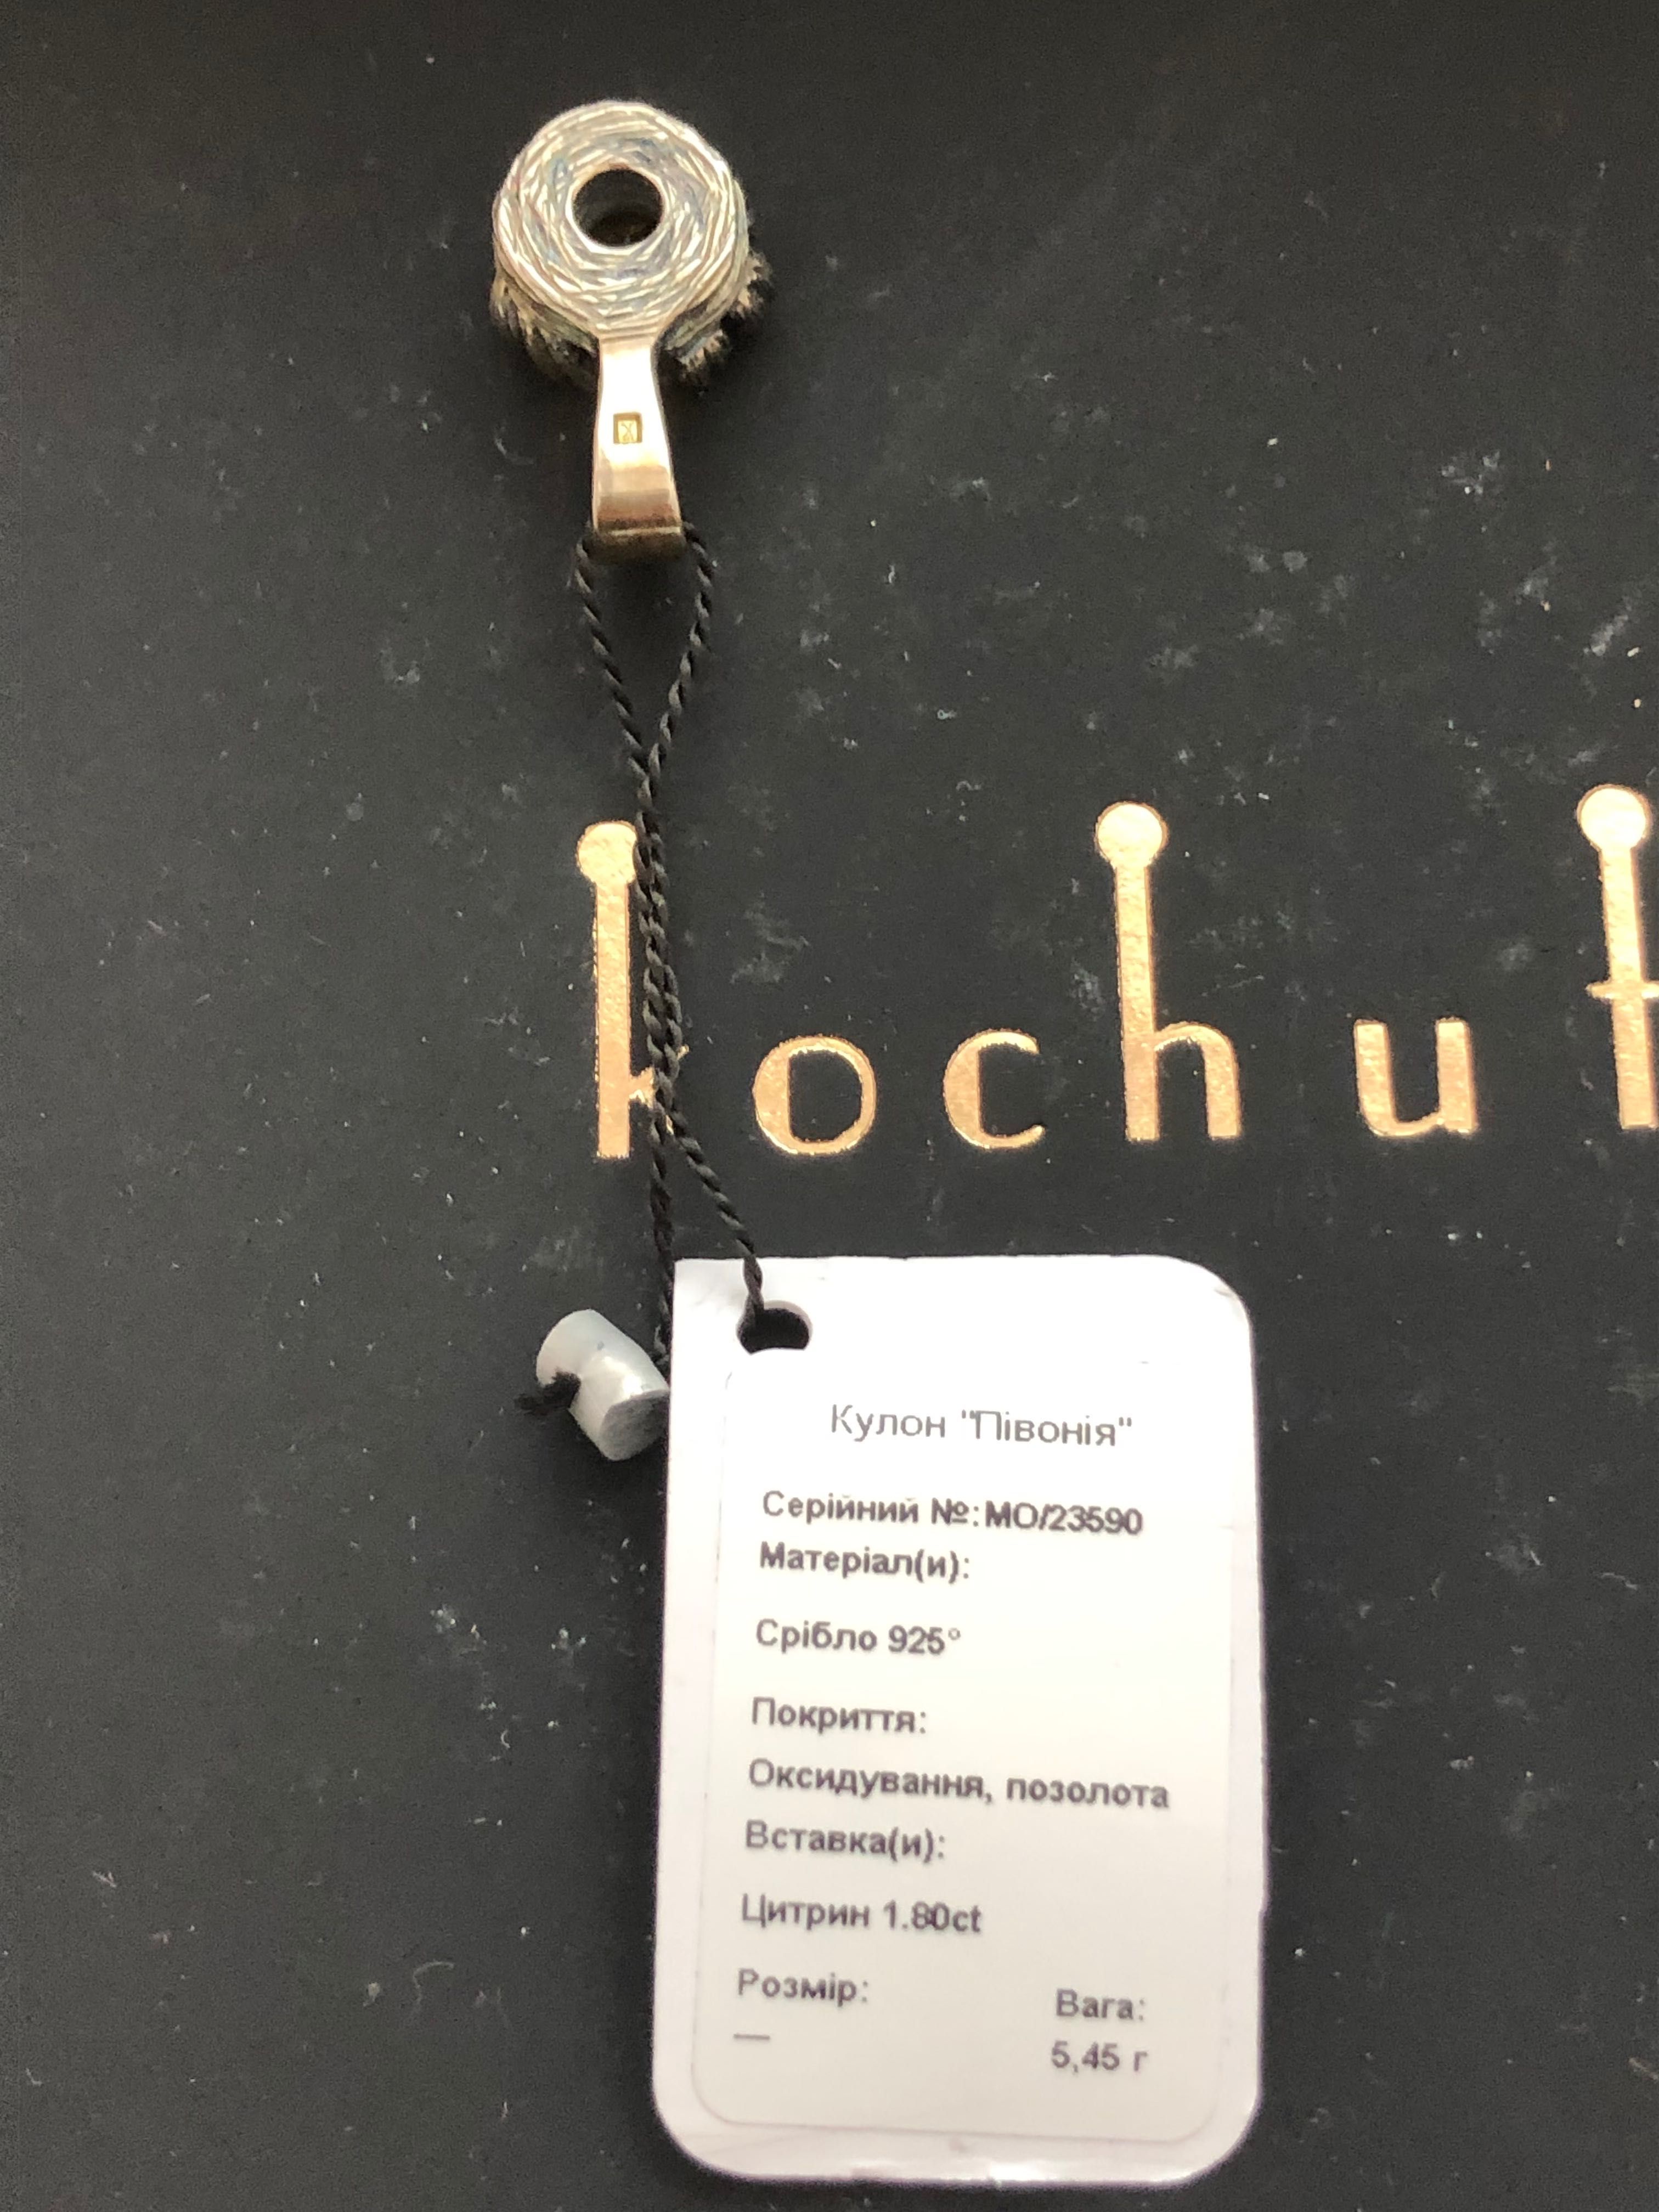 kochut
Кулон "Півонія"
Серійний №:МО/23590
Матеріал(и):
Срібло 925°
Покриття:
Оксидування, позолота
Вставка(и):
Цитрин 1.80ct
Розмір:
Вага:
—
5,45 г